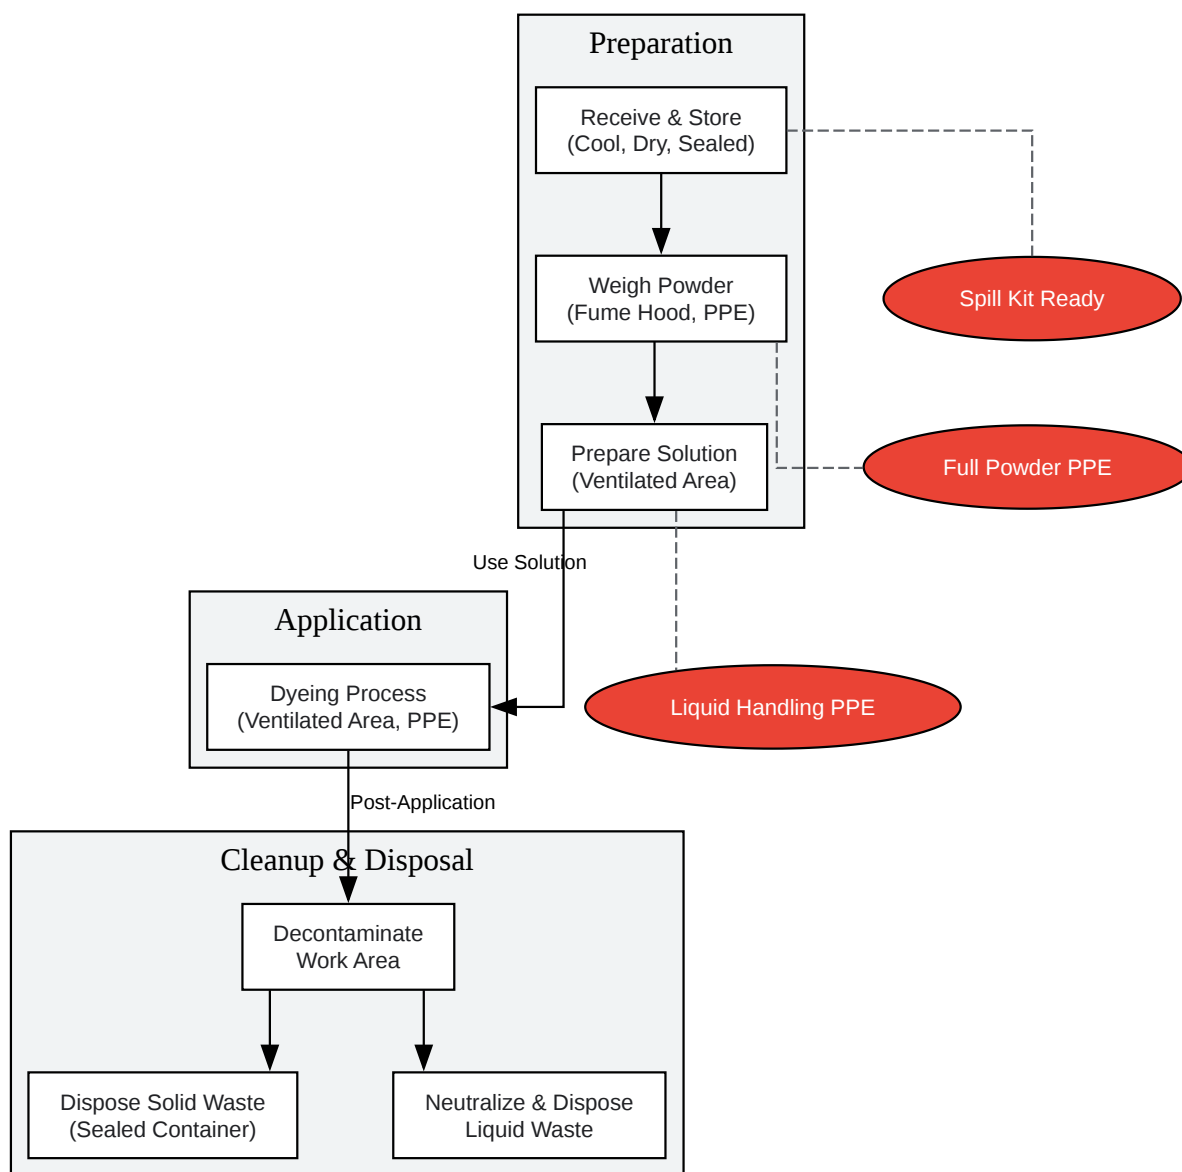 Preparation
Receive & Store
(Cool, Dry, Sealed)
Weigh Powder
(Fume Hood, PPE)
Spill Kit Ready
Prepare Solution
(Ventilated Area)
Full Powder PPE
Use Solution
Application
Dyeing Process
(Ventilated Area, PPE)
Liquid Handling PPE
Post-Application
Cleanup & Disposal
Decontaminate
Work Area
Dispose Solid Waste
(Sealed Container)
Neutralize & Dispose
Liquid Waste